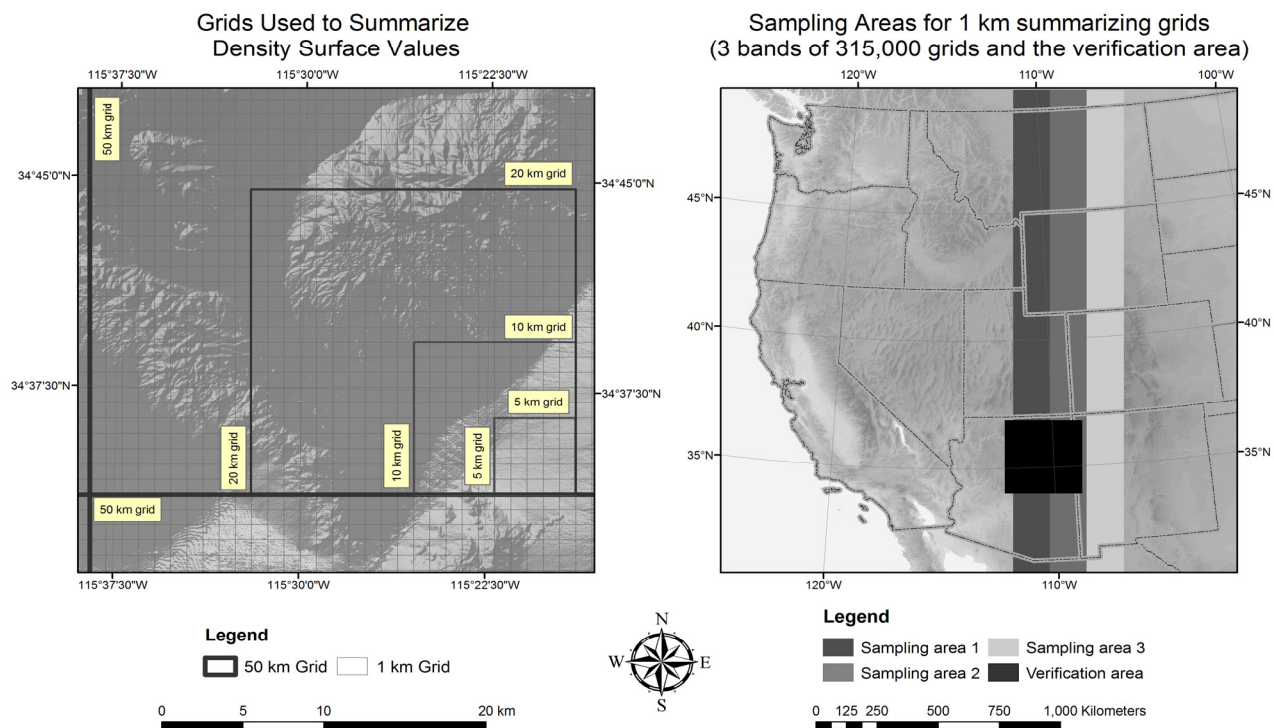 Grids Used to Summarize
Density Surface Values
115°37'30"W 115°30'0"W 115°22'30"W
50 km grid
20 km grid
34°45'0"N
34°45'0"N
10 km grid
34°37'30"N
34°37'30"N
5 km grid
20 km grid
10 km grid
5 km grid
50 km grid
115°37'30"W 115°30'0"W 115°22'30"W
Legend
50 km Grid 1 km Grid
0 5 10 20 km
N
W E
S
Sampling Areas for 1 km summarizing grids
(3 bands of 315,000 grids and the verification area)
120°W 110°W 100°W
45°N
45°N
40°N
40°N
35°N
35°N
120°W 110°W
Legend
Sampling area 1 Sampling area 3
Sampling area 2 Verification area
0 125 250 500 750 1,000 Kilometers